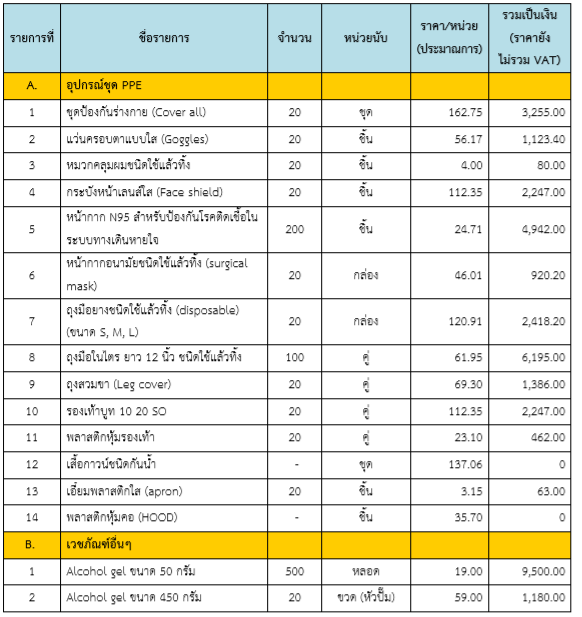 รายการที่ ชื่อรายการ จำนวน หน่วยนับ ราคา/หน่วย (ประมาณการ) รวมเป็นเงิน (ราคายังไม่รวม VAT)
A. อุปกรณ์ชุด PPE
1 ชุดป้องกันร่างกาย (Cover all) 20 ชุด 162.75 3,255.00
2 แว่นครอบตาแบบใส (Goggles) 20 ชิ้น 56.17 1,123.40
3 หมวกคลุมผมชนิดใช้แล้วทิ้ง 20 ชิ้น 4.00 80.00
4 กระบังหน้าเลนส์ใส (Face shield) 20 ชิ้น 112.35 2,247.00
5 หน้ากาก N95 สำหรับป้องกันโรคติดเชื้อใน
ระบบทางเดินหายใจ 200 ชิ้น 24.71 4,942.00
6 หน้ากากอนามัยชนิดใช้แล้วทิ้ง (surgical
mask) 20 กล่อง 46.01 920.20
7 ถุงมือยางชนิดใช้แล้วทิ้ง (disposable)
(ขนาด S, M, L) 20 กล่อง 120.91 2,418.20
8 ถุงมือไนไตร ยาว 12 นิ้ว ชนิดใช้แล้วทิ้ง 100 คู่ 61.95 6,195.00
9 ถุงสวมขา (Leg cover) 20 คู่ 69.30 1,386.00
10 รองเท้าบูท 10 20 SO 20 คู่ 112.35 2,247.00
11 พลาสติกหุ้มรองเท้า 20 คู่ 23.10 462.00
12 เสื้อกาวน์ชนิดกันน้ำ - ชุด 137.06 0
13 เอี๊ยมพลาสติกใส (apron) 20 ชิ้น 3.15 63.00
14 พลาสติกหุ้มคอ (HOOD) - ชิ้น 35.70 0
B. เวชภัณฑ์อื่นๆ
1 Alcohol gel ขนาด 50 กรัม 500 หลอด 19.00 9,500.00
2 Alcohol gel ขนาด 450 กรัม 20 ขวด (หัวปั๊ม) 59.00 1,180.00